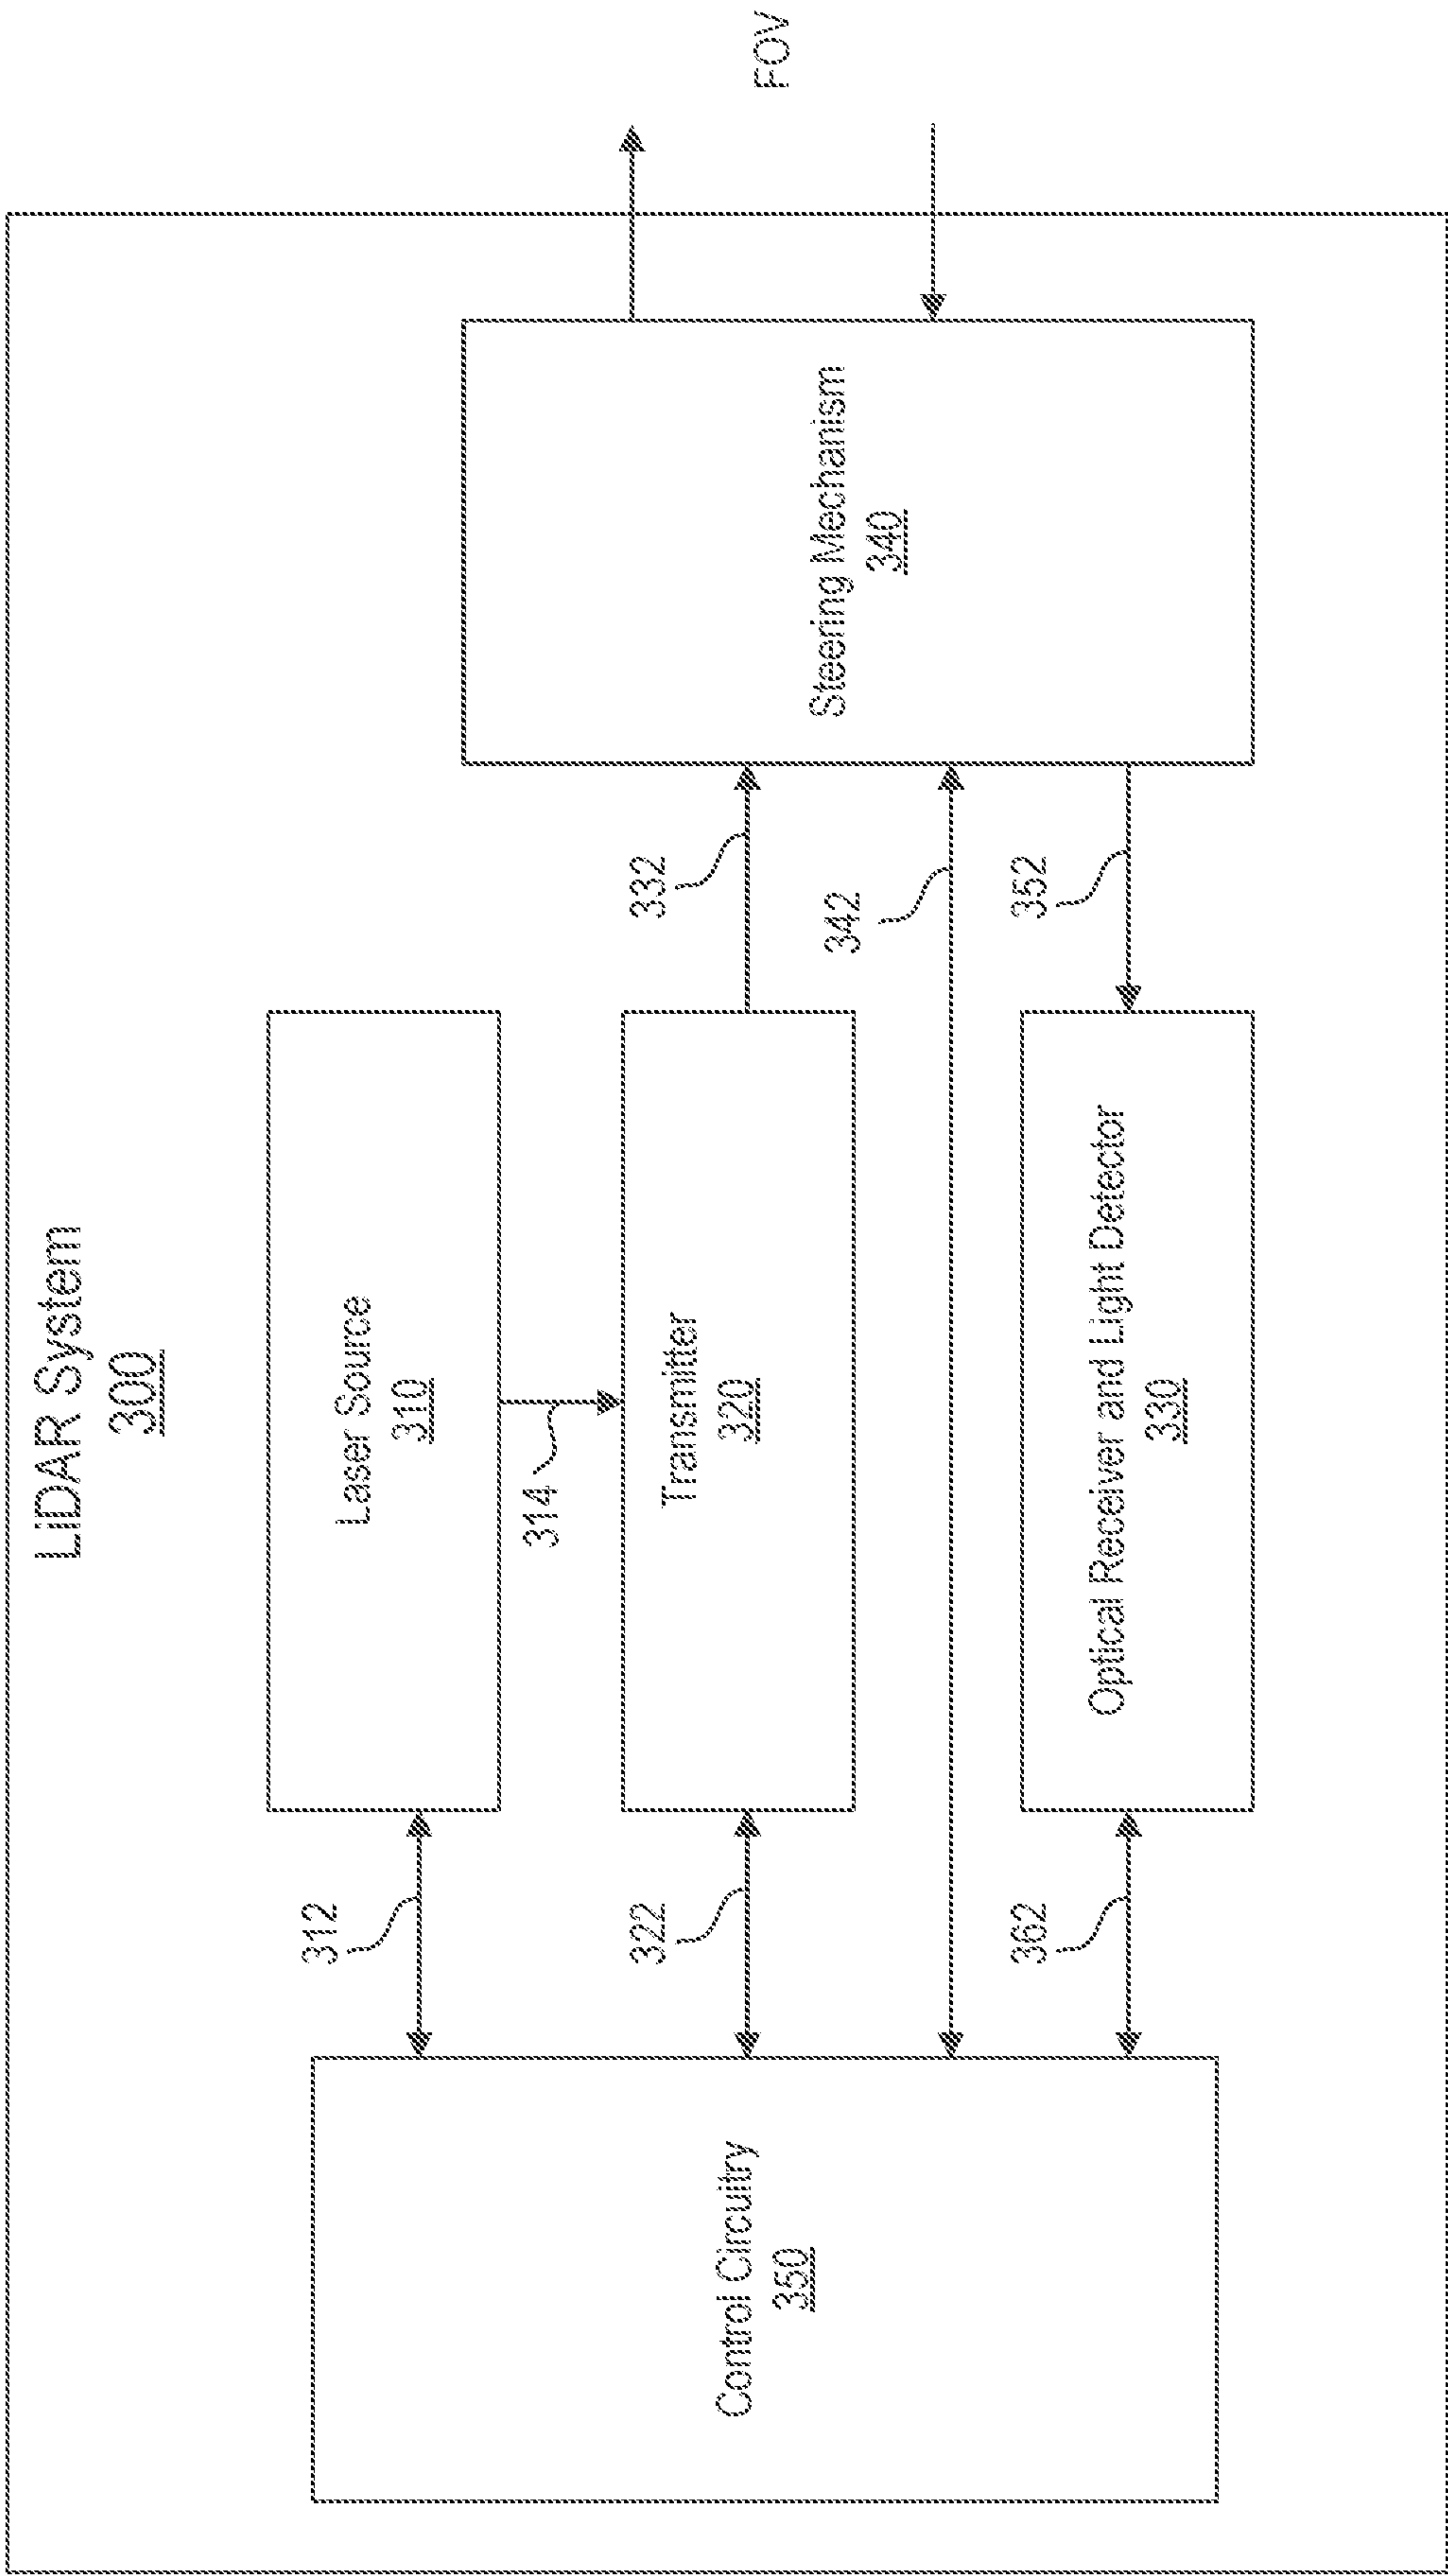 LiDAR System
300
Laser Source
310
312
314
Transmitter
320
322
332
Control Circuitry
350
342
Steering Mechanism
340
FOV
Optical Receiver and Light Detector
330
362
352